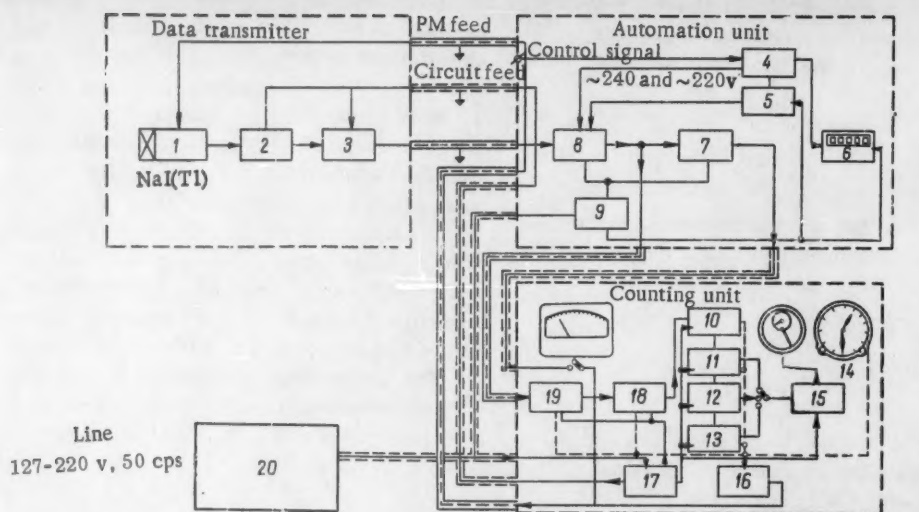 Data transmitter
PM feed
Automation unit
Control signal
Circuit feed
~240 and ~220v
1
2
3
4
5
6
7
8
9
NaI(Tl)
Counting unit
10
11
12
13
14
15
16
17
18
19
Line
127-220 v, 50 cps
20